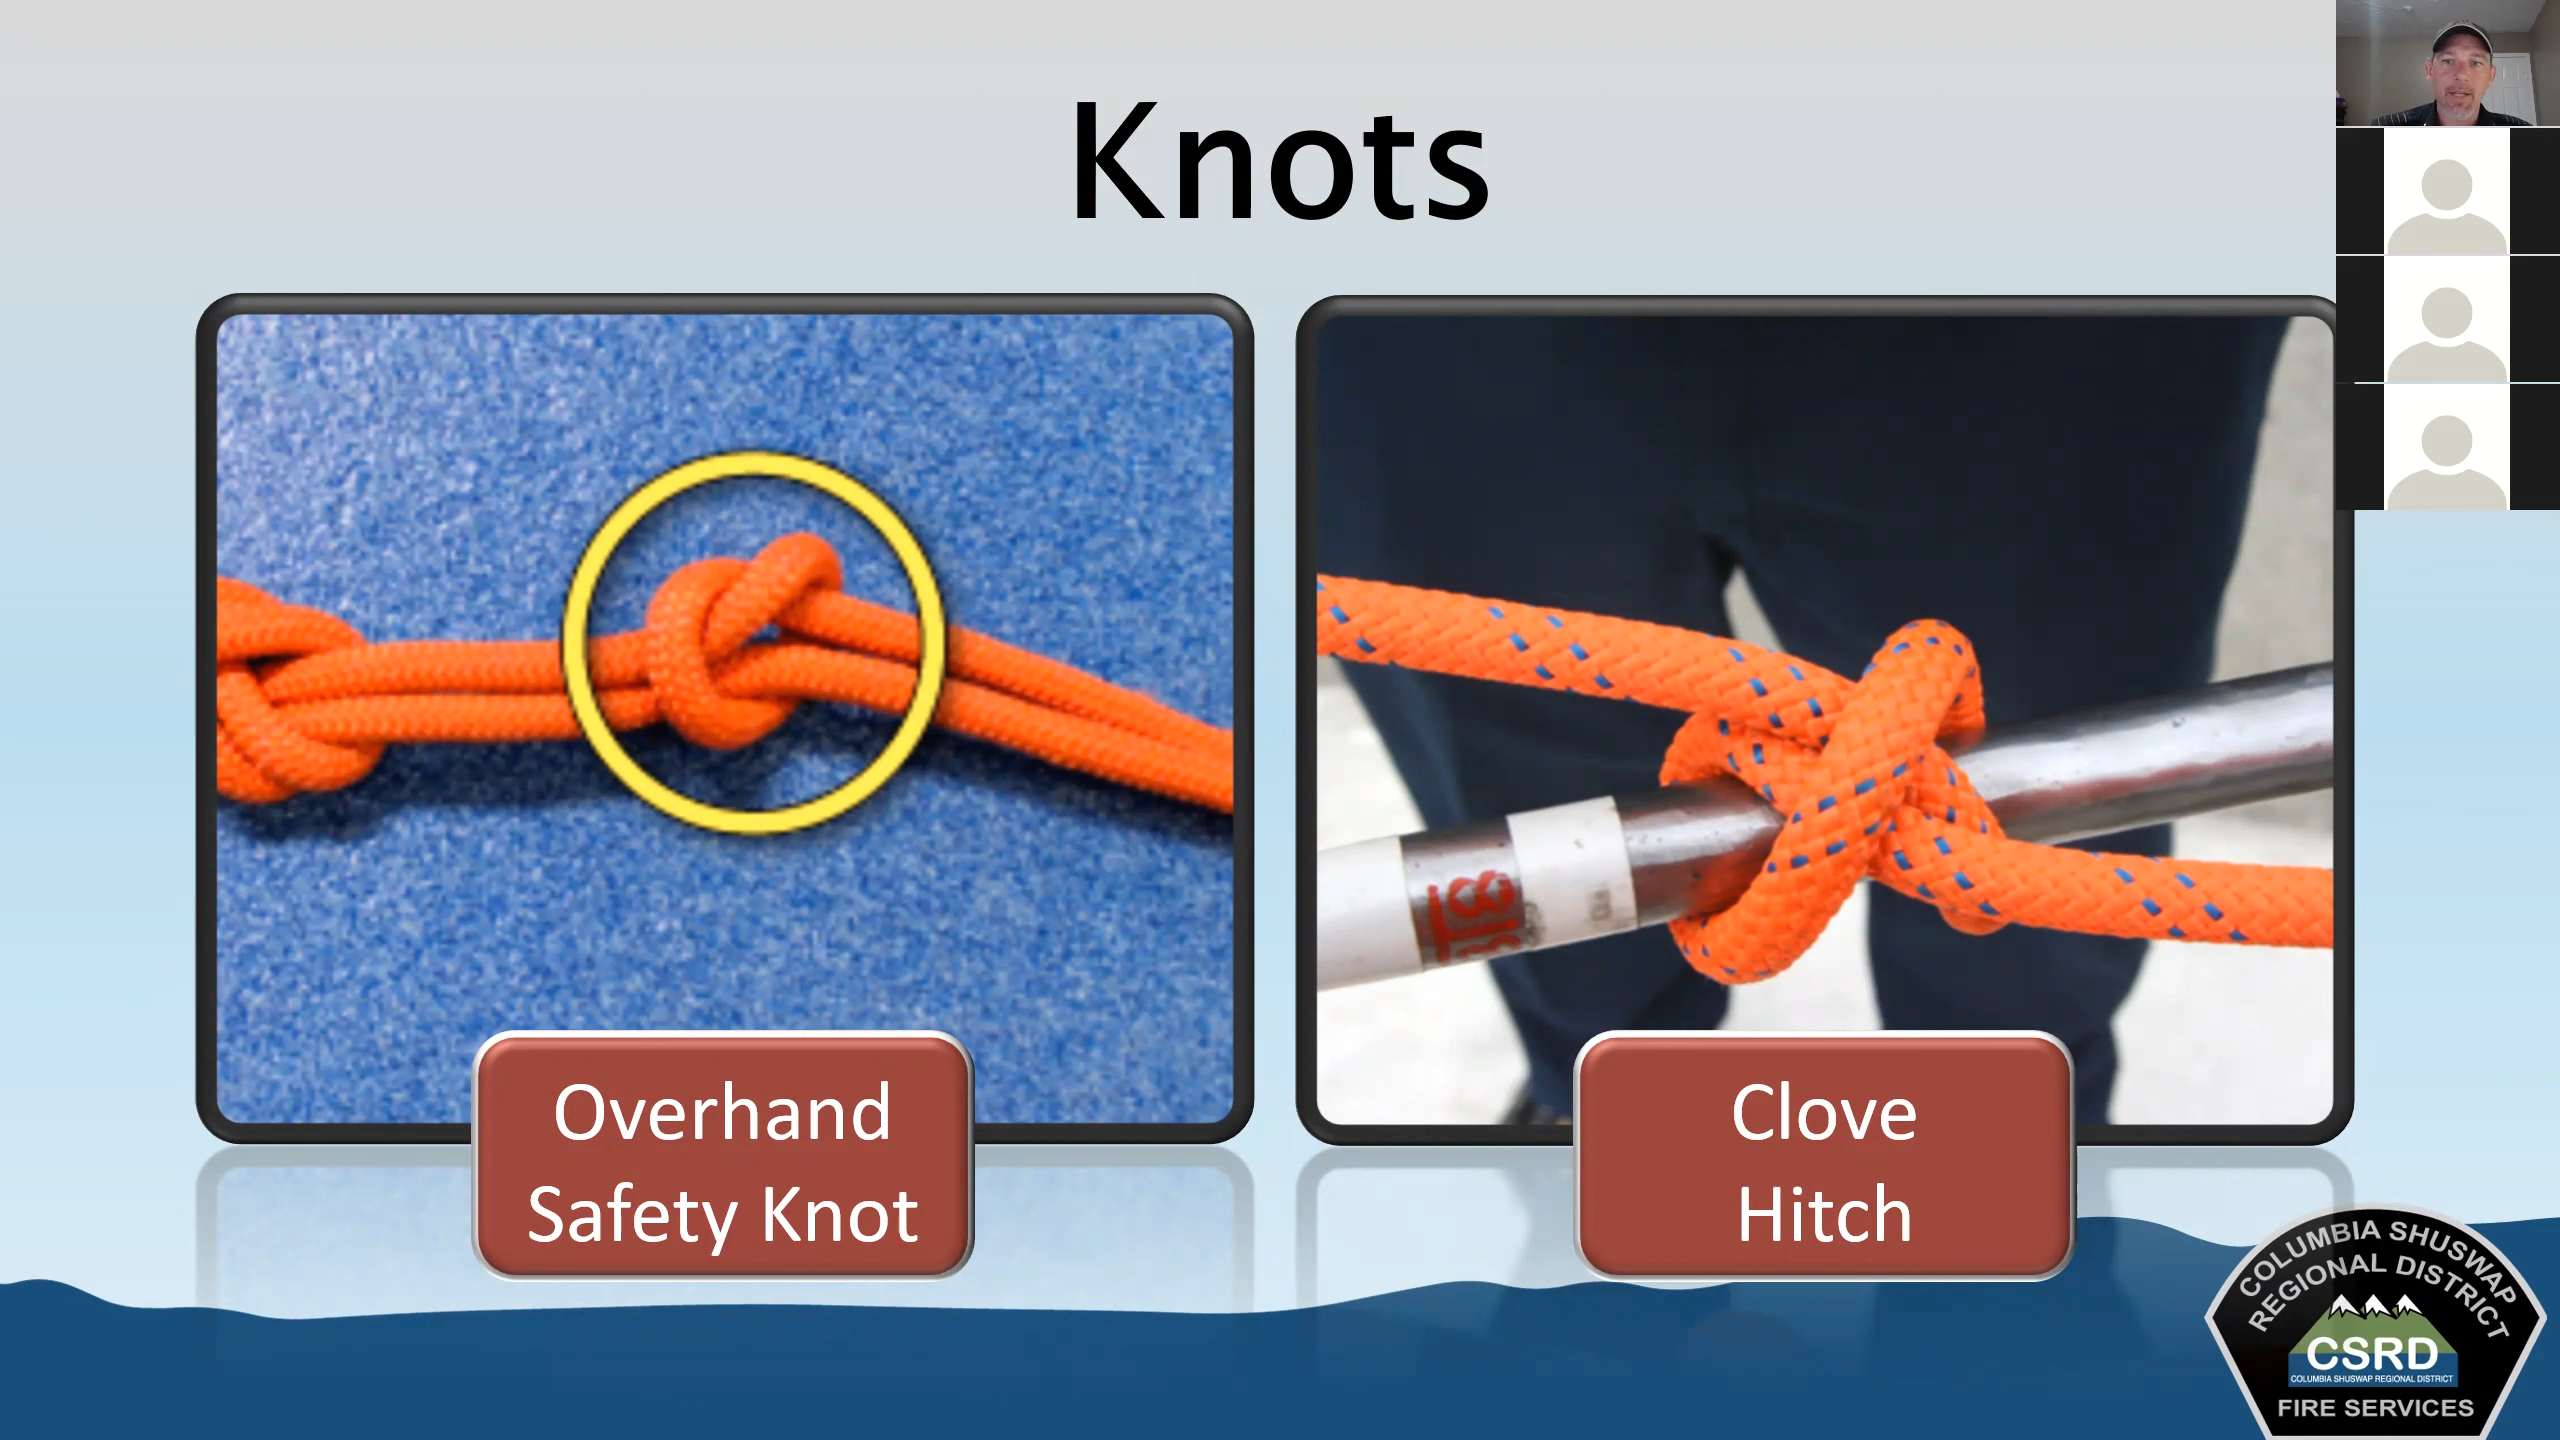 Knots
Overhand
Safety Knot
Clove
Hitch
COLUMBIA SHUSWAP
REGIONAL DISTRICT
CSRD
COLUMBIA SHUSWAP REGIONAL DISTRICT
FIRE SERVICES